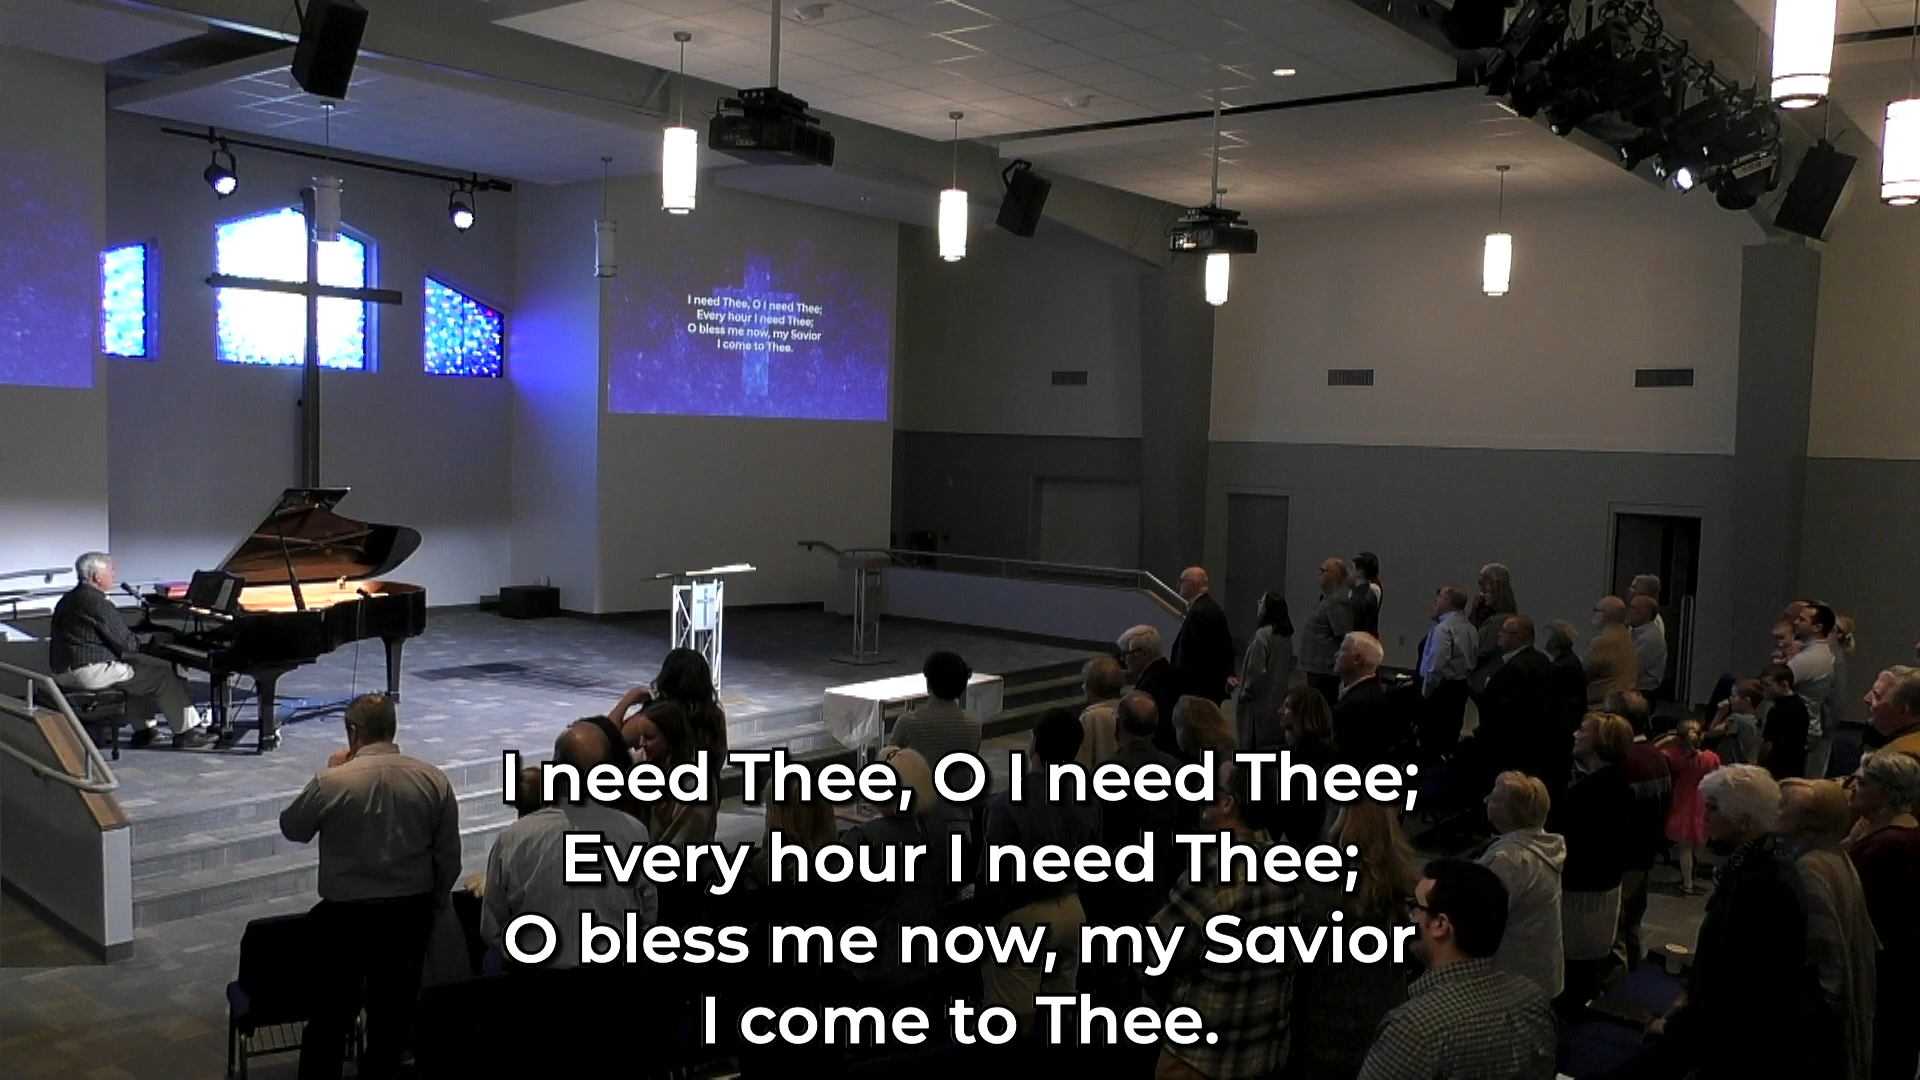 I need Thee, O I need Thee;
Every hour I need Thee;
O bless me now, my Savior
I come to Thee.
I need Thee, O I need Thee;
Every hour I need Thee;
O bless me now, my Savior
I come to Thee.